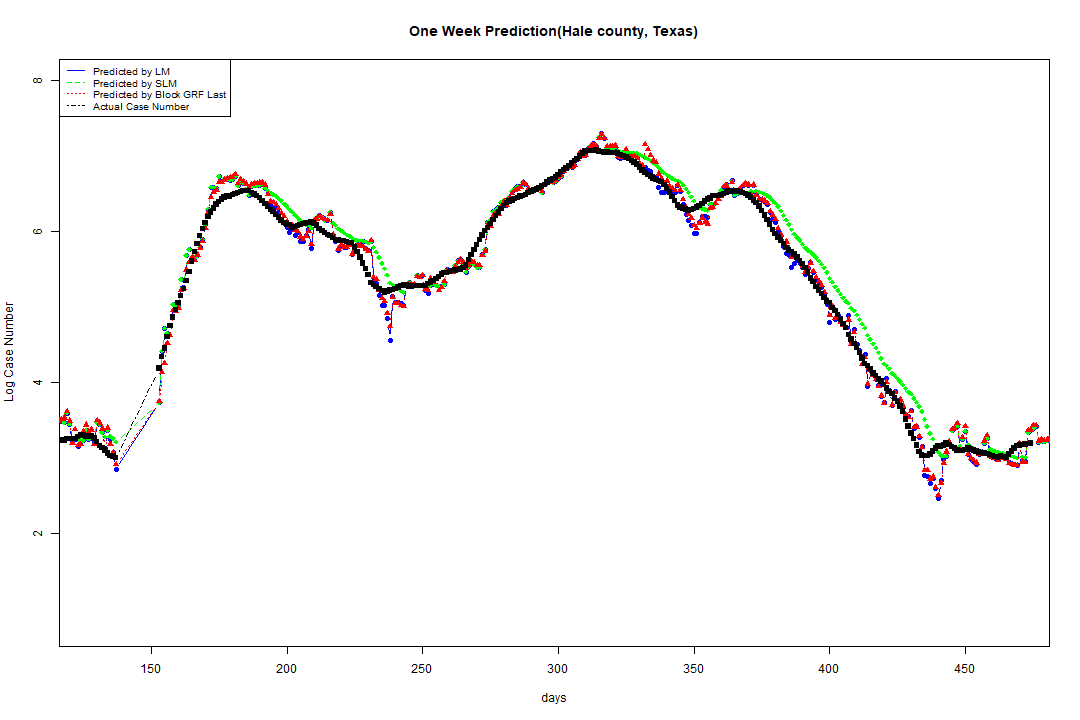 One Week Prediction(Hale county, Texas)
Predicted by LM
Predicted by SLM
Predicted by Block GRF Last
Actual Case Number
8
6
4
2
Log Case Number
150 200 250 300 350 400 450
days